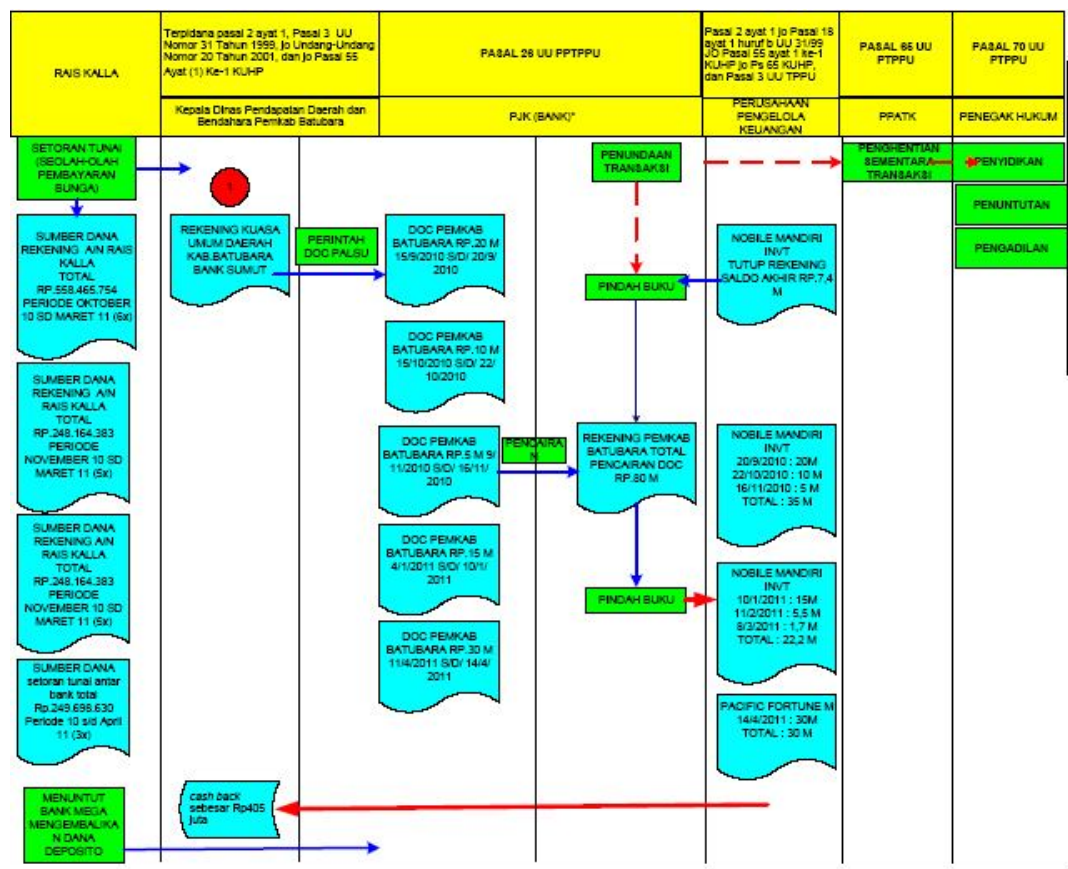 RAIS KALLA
Terpidana pasal 2 ayat 1, Pasal 3 UU
Nomor 31 Tahun 1999, jo Undang-Undang
Nomor 20 Tahun 2001, dan jo Pasal 55
Ayat (1) Ke-1 KUHP
PASAL 26 UU PPTPPU
Pasal 2 ayat 1 jo Pasal 18
ayat 1 huruf b UU 31/99
JO Pasal 55 ayat 1 ke-1
KUHP jo Ps 65 KUHP,
dan Pasal 3 UU TPPU
PASAL 65 UU
PTPPU
PASAL 70 UU
PTPPU
Kepala Dinas Pendapatan Daerah dan
Bendahara Pemkab Batubara
PJK (BANK)*
PERUSAHAAN
PENGELOLA
KEUANGAN
PPATK
PENEGAK HUKUM
SETORAN TUNAI
(SEOLAH-OLAH
PEMBAYARAN
BUNGA)
1
PENUNDAAN
TRANSAKSI
PENGHENTIAN
SEMENTARA
TRANSAKSI
PENYIDIKAN
PENUNTUTAN
PENGADILAN
SUMBER DANA
REKENING A/N RAIS
KALLA
TOTAL
RP.558.465.754
PERIODE OKTOBER
10 SD MARET 11 (6x)
REKENING KUASA
UMUM DAERAH
KAB.BATUBARA
BANK SUMUT
PERINTAH
DOC PALSU
DOC PEMKAB
BATUBARA RP.20 M
15/9/2010 S/D/ 20/9/
2010
PINDAH BUKU
NOBILE MANDIRI
INVT
TUTUP REKENING
SALDO AKHIR RP.7,4
M
DOC PEMKAB
BATUBARA RP.10 M
15/10/2010 S/D/ 22/
10/2010
SUMBER DANA
REKENING A/N
RAIS KALLA
TOTAL
RP.248.164.383
PERIODE
NOVEMBER 10 SD
MARET 11 (5x)
DOC PEMKAB
BATUBARA RP.5 M 9/
11/2010 S/D/ 16/11/
2010
PENCAIRA
N
REKENING PEMKAB
BATUBARA TOTAL
PENCAIRAN DOC
RP.80 M
NOBILE MANDIRI
INVT
20/9/2010 : 20M
22/10/2010 : 10 M
16/11/2010 : 5 M
TOTAL : 35 M
SUMBER DANA
REKENING A/N
RAIS KALLA
TOTAL
RP.248.164.383
PERIODE
NOVEMBER 10 SD
MARET 11 (5x)
DOC PEMKAB
BATUBARA RP.15 M
4/1/2011 S/D/ 10/1/
2011
PINDAH BUKU
NOBILE MANDIRI
INVT
10/1/2011 : 15M
11/2/2011 : 5,5 M
8/3/2011 : 1,7 M
TOTAL : 22,2 M
DOC PEMKAB
BATUBARA RP.30 M
11/4/2011 S/D/ 14/4/
2011
SUMBER DANA
setoran tunai antar
bank total
Rp.249.698.630
Periode 10 s/d April
11 (3x)
PACIFIC FORTUNE M
14/4/2011 : 30M
TOTAL : 30 M
MENUNTUT
BANK MEGA
MENGEMBALIKA
N DANA
DEPOSITO
cash back
sebesar Rp405
juta